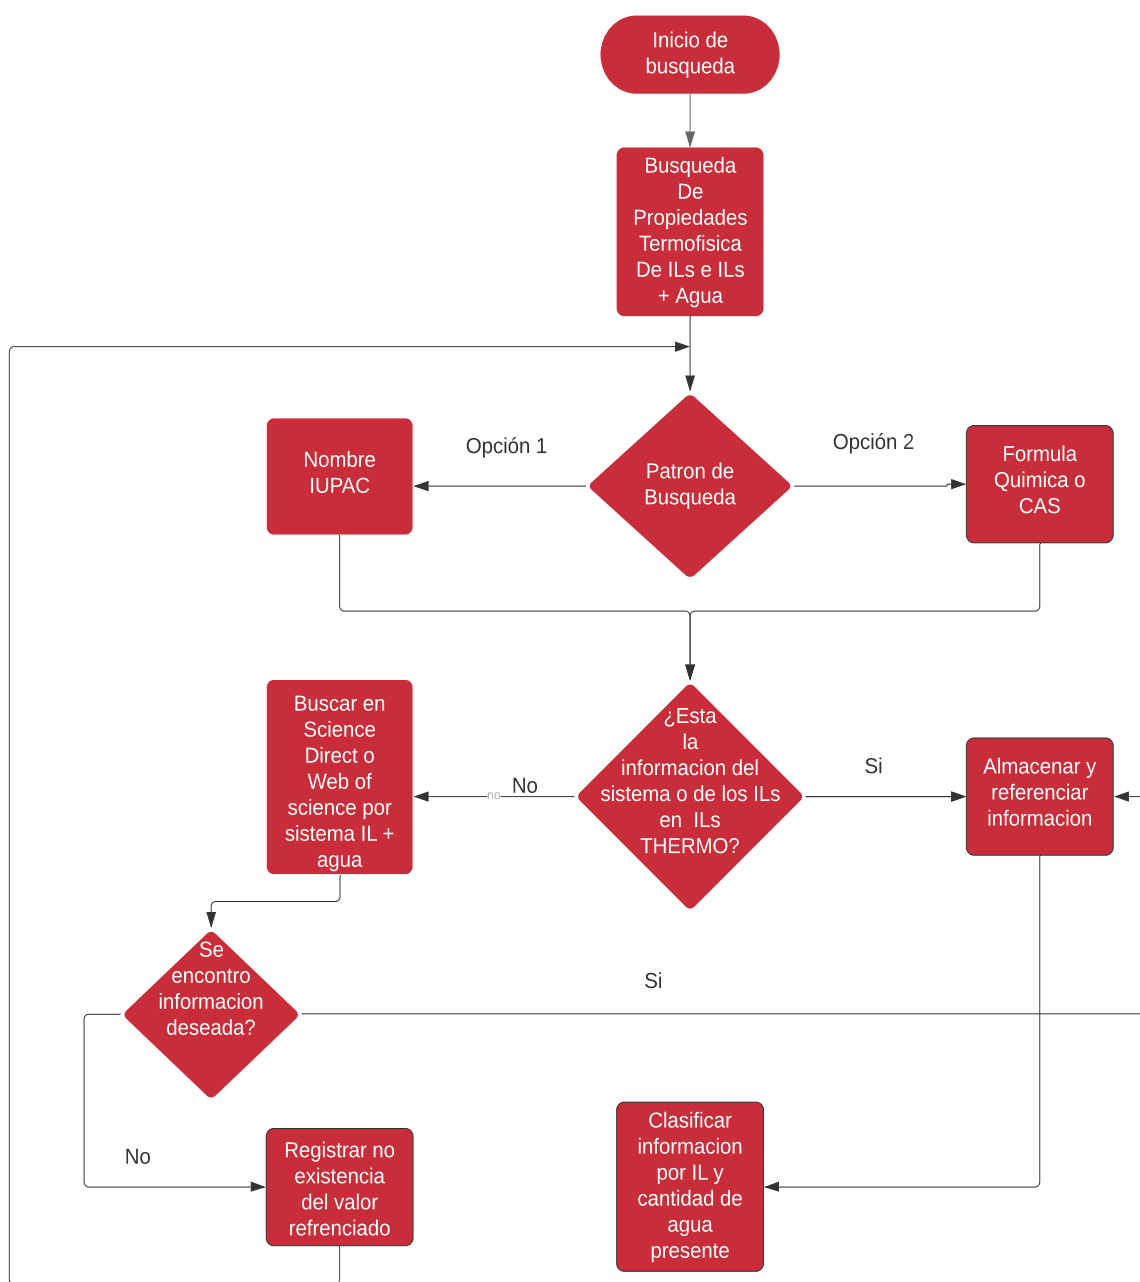 Inicio de
busqueda
Busqueda
De
Propiedades
Termofisica
De ILs e ILs
+ Agua
Nombre
IUPAC
Opción 1
Patron de
Busqueda
Opción 2
Formula
Quimica o
CAS
Buscar en
Science
Direct o
Web of
science por
sistema IL +
agua
no
No
¿Esta
la
informacion del
sistema o de los ILs
en ILs
THERMO?
Si
Almacenar y
referenciar
informacion
Se
encontro
informacion
deseada?
Si
No
Registrar no
existencia
del valor
refrenciado
Clasificar
informacion
por IL y
cantidad de
agua
presente